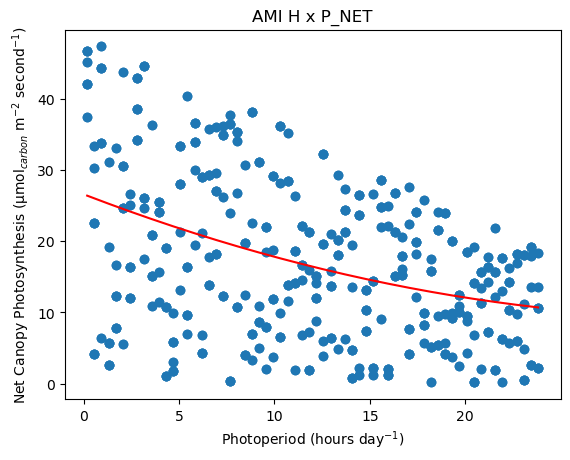 AMI H x P_NET
Net Canopy Photosynthesis (μmol$_{carbon}$ m$^{-2}$ second$^{-1}$)
40
30
20
10
0
0 5 10 15 20
Photoperiod (hours day$^{-1}$)